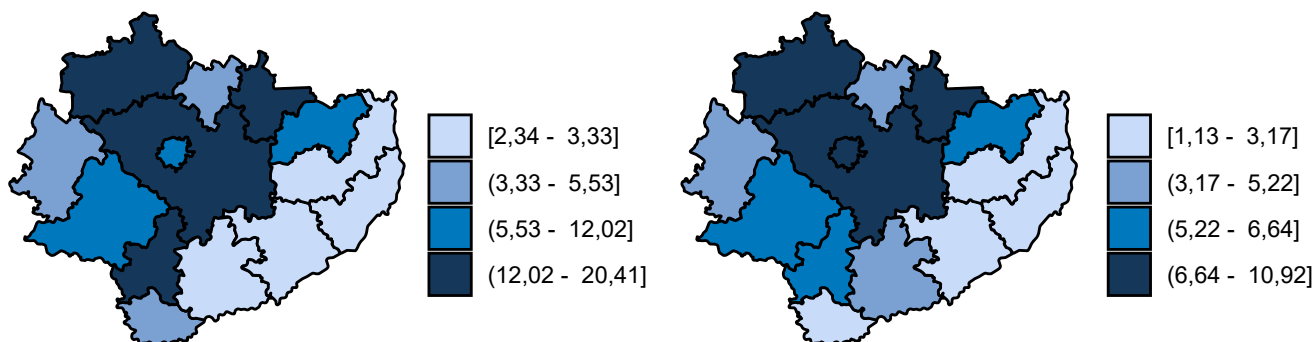 [2,34 - 3,33]
(3,33 - 5,53]
(5,53 - 12,02]
(12,02 - 20,41]
[1,13 - 3,17]
(3,17 - 5,22]
(5,22 - 6,64]
(6,64 - 10,92]